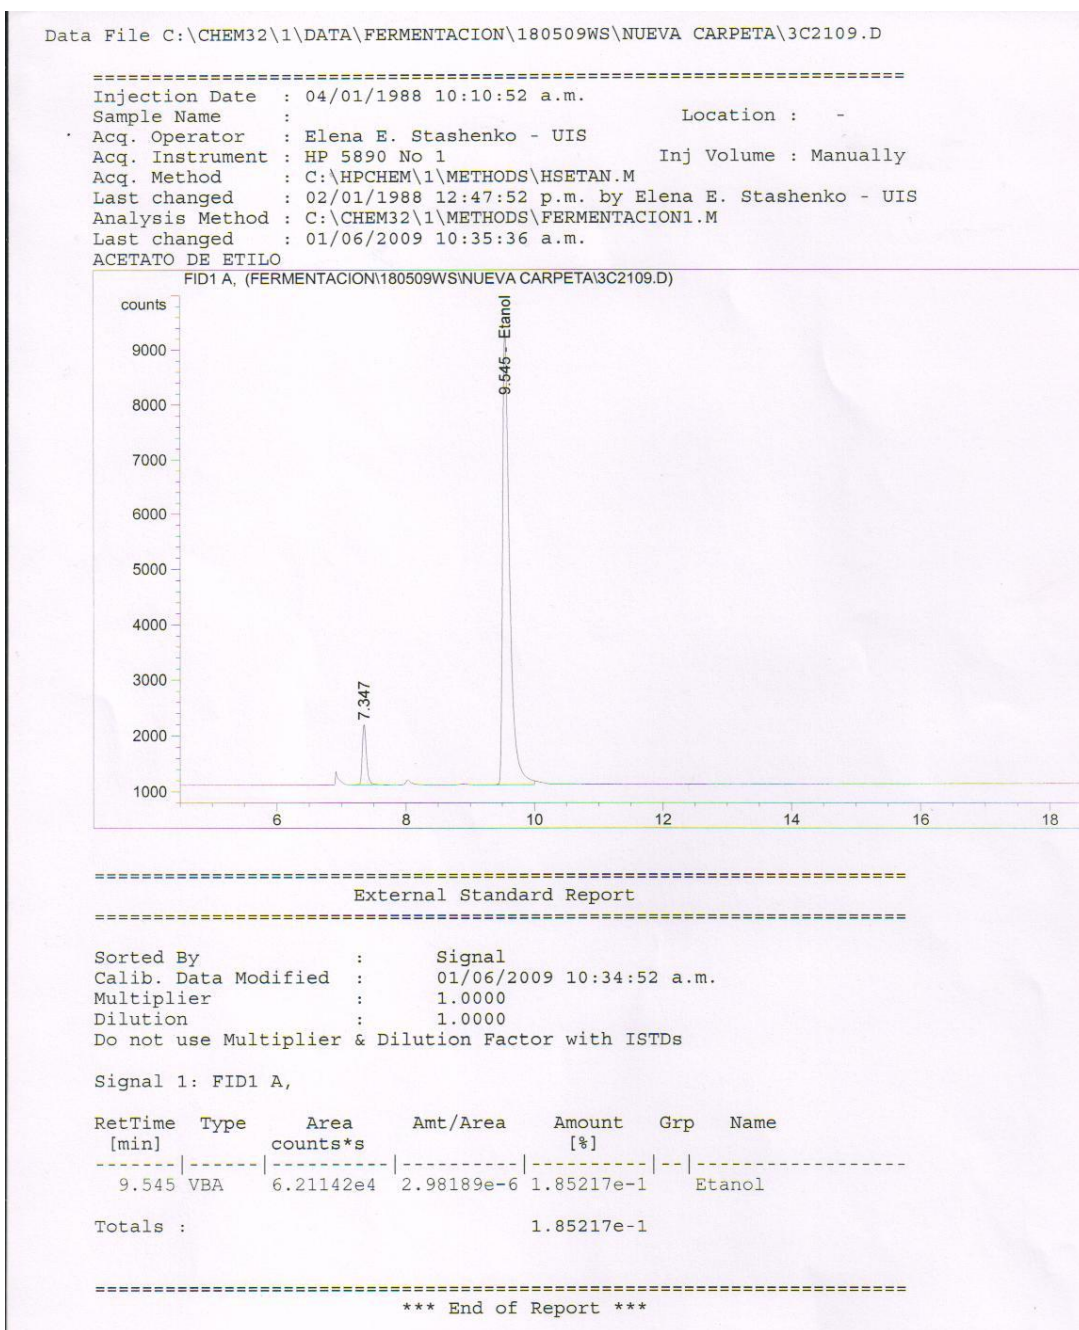 Data File C:\CHEM32\1\DATA\FERMENTACION\180509WS\NUEVA CARPETA\3C2109.D
=====================================================================
Injection Date : 04/01/1988 10:10:52 a.m.
Sample Name : Location : -
Acq. Operator : Elena E. Stashenko - UIS
Acq. Instrument : HP 5890 No 1 Inj Volume : Manually
Acq. Method : C:\HPCHEM\1\METHODS\HSETAN.M
Last changed : 02/01/1988 12:47:52 p.m. by Elena E. Stashenko - UIS
Analysis Method : C:\CHEM32\1\METHODS\FERMENTACION1.M
Last changed : 01/06/2009 10:35:36 a.m.
ACETATO DE ETILO
FID1 A, (FERMENTACION\180509WS\NUEVA CARPETA\3C2109.D)
counts
9000
8000
7000
6000
5000
4000
3000
2000
1000
7.347
9.545 - Etanol
6 8 10 12 14 16 18
=====================================================================
External Standard Report
=====================================================================
Sorted By : Signal
Calib. Data Modified : 01/06/2009 10:34:52 a.m.
Multiplier : 1.0000
Dilution : 1.0000
Do not use Multiplier & Dilution Factor with ISTDs
Signal 1: FID1 A,
RetTime Type Area Amt/Area Amount Grp Name
[min] counts*s [%]
-------|------|----------|----------|----------|--|------------------
9.545 VBA 6.21142e4 2.98189e-6 1.85217e-1 Etanol
Totals : 1.85217e-1
=====================================================================
*** End of Report ***